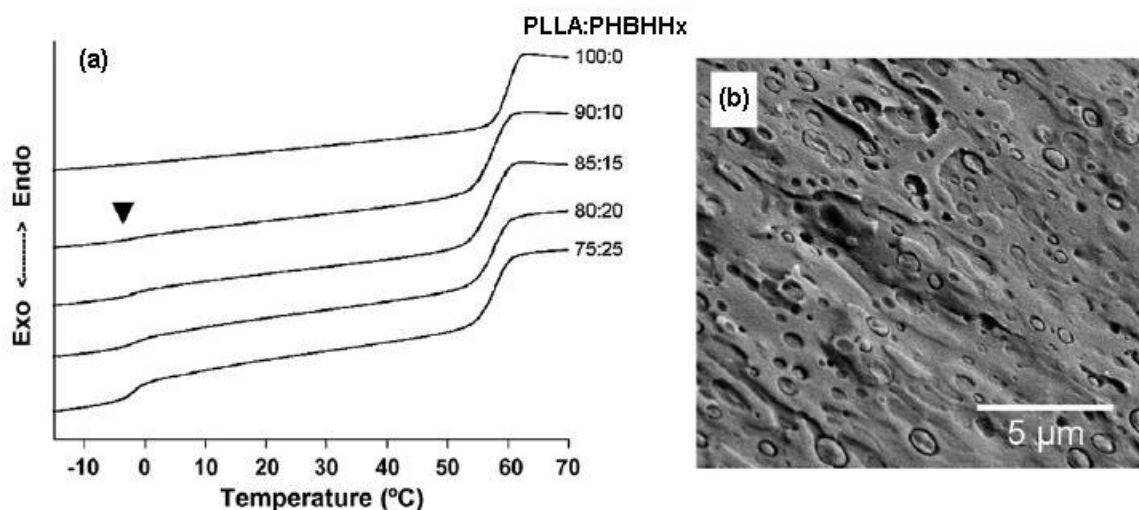 PLLA:PHBHHx
(a)
100:0
90:10
85:15
80:20
75:25
Exo <--------> Endo
-10 0 10 20 30 40 50 60 70
Temperature (ºC)
(b)
5 µm